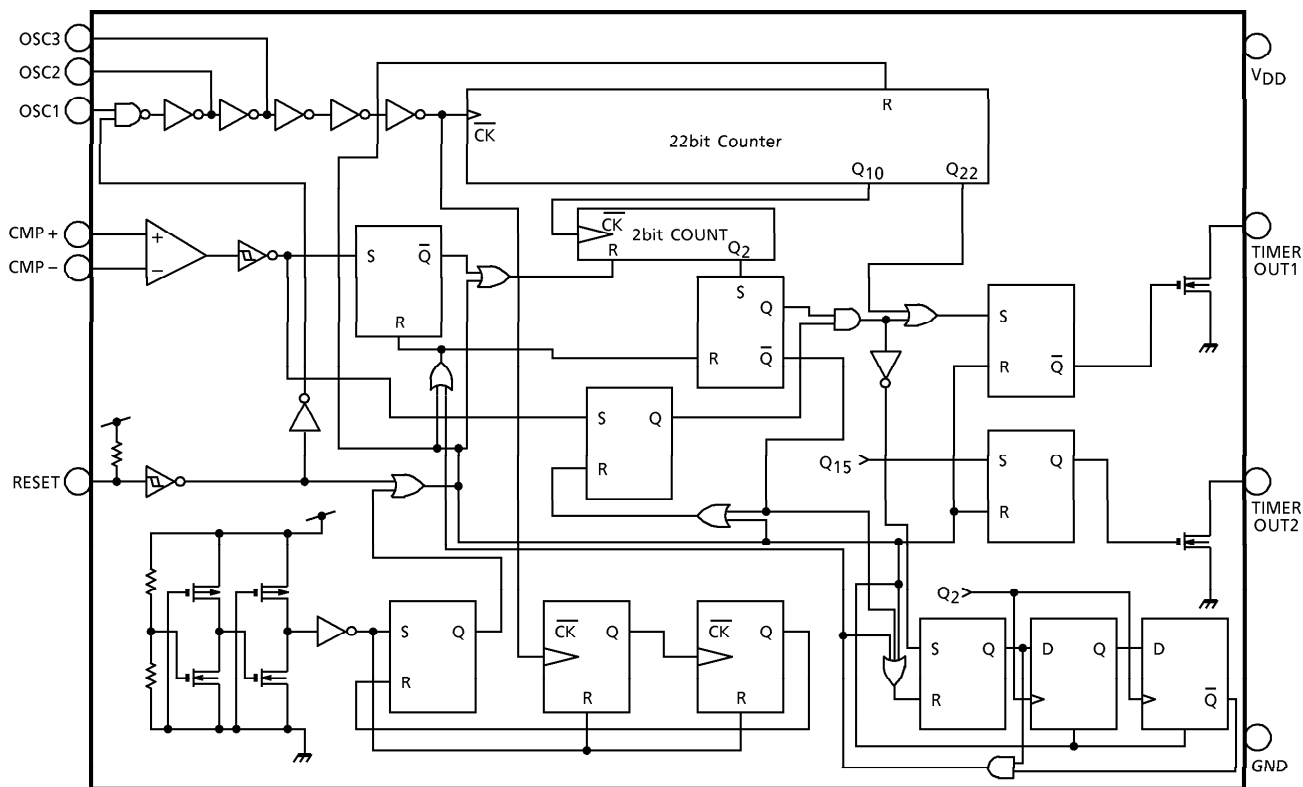 OSC3
OSC2
OSC1
VDD
R
CK
22bit Counter
Q10
Q22
CMP +
CMP −
+
−
S
Q
R
CK
2bit COUNT
R
Q2
S
Q
R
Q
S
R
Q
TIMER
OUT1
S
Q
R
Q15
S
Q
R
RESET
TIMER
OUT2
S
Q
R
CK
Q
R
CK
Q
R
Q2
S
Q
R
D
Q
D
Q
GND